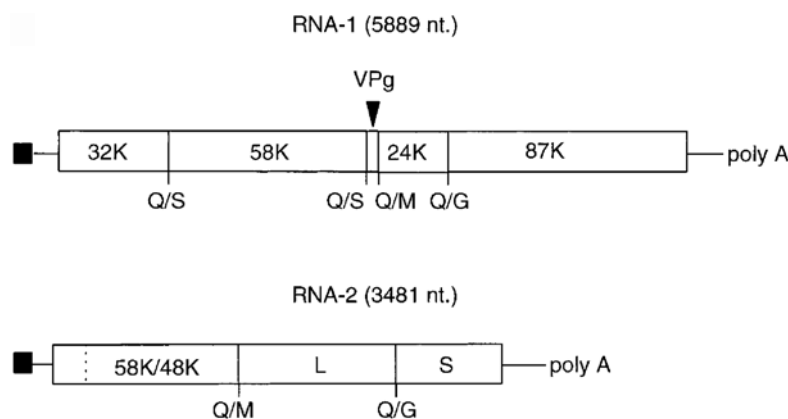 RNA-1 (5889 nt.)
VPg
32K 58K 24K 87K poly A
Q/S Q/S Q/M Q/G
RNA-2 (3481 nt.)
58K/48K L S poly A
Q/M Q/G